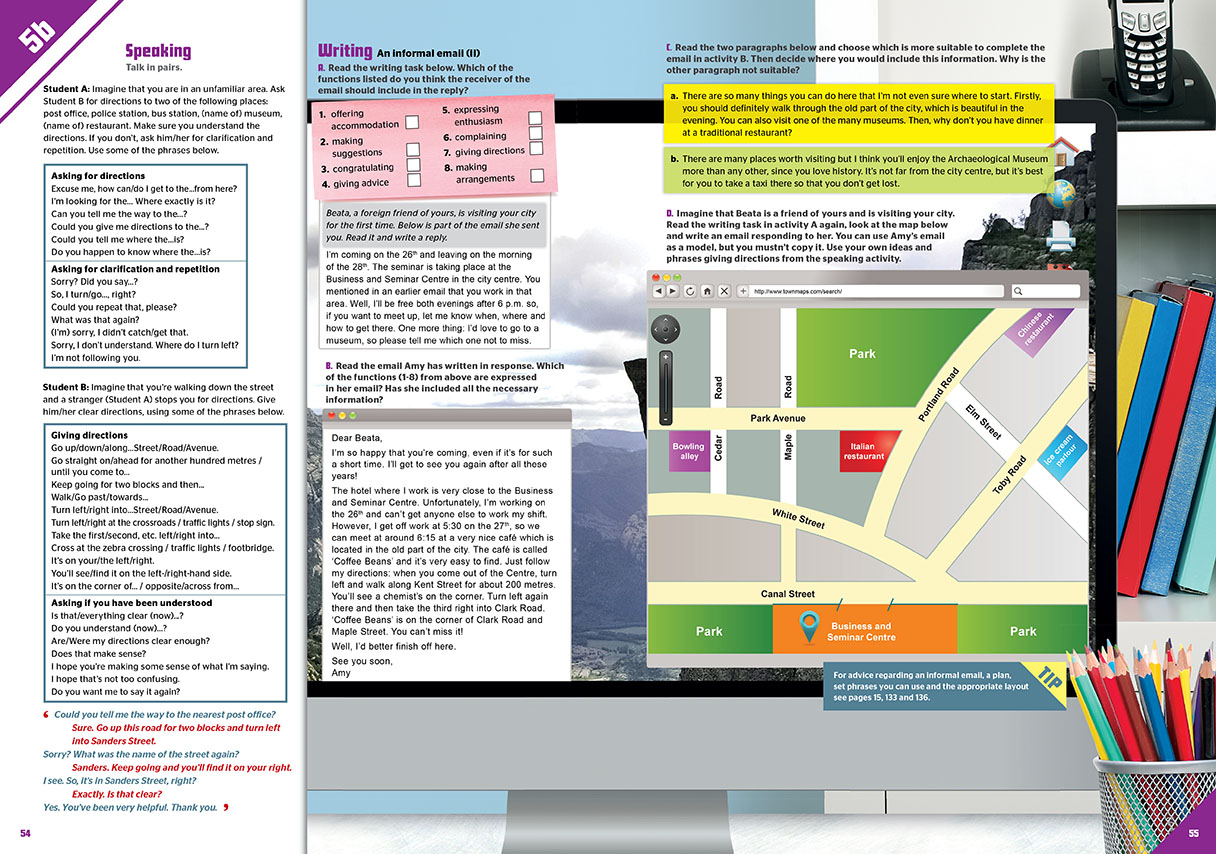 5b
Speaking
Talk in pairs.
Student A: Imagine that you are in an unfamiliar area. Ask
Student B for directions to two of the following places:
post office, police station, bus station, (name of) museum,
(name of) restaurant. Make sure you understand the
directions. If you don't, ask him/her for clarification and
repetition. Use some of the phrases below.
Asking for directions
Excuse me, how can/do I get to the...from here?
I'm looking for the... Where exactly is it?
Can you tell me the way to the...?
Could you give me directions to the...?
Could you tell me where the...is?
Do you happen to know where the...is?
Asking for clarification and repetition
Sorry? Did you say...?
So, I turn/go..., right?
Could you repeat that, please?
What was that again?
(I'm) sorry, I didn't catch/get that.
Sorry, I don't understand. Where do I turn left?
I'm not following you.
Student B: Imagine that you're walking down the street
and a stranger (Student A) stops you for directions. Give
him/her clear directions, using some of the phrases below.
Giving directions
Go up/down/along...Street/Road/Avenue.
Go straight on/ahead for another hundred metres /
until you come to...
Keep going for two blocks and then...
Walk/Go past/towards...
Turn left/right into...Street/Road/Avenue.
Turn left/right at the crossroads / traffic lights / stop sign.
Take the first/second, etc. left/right into...
Cross at the zebra crossing / traffic lights / footbridge.
It's on your/the left/right.
You'll see/find it on the left-/right-hand side.
It's on the corner of... / opposite/across from...
Asking if you have been understood
Is that/everything clear (now)...?
Do you understand (now)...?
Are/Were my directions clear enough?
Does that make sense?
I hope you're making some sense of what I'm saying.
I hope that's not too confusing.
Do you want me to say it again?
‘ Could you tell me the way to the nearest post office?
Sure. Go up this road for two blocks and turn left
into Sanders Street.
Sorry? What was the name of the street again?
Sanders. Keep going and you'll find it on your right.
I see. So, it's in Sanders Street, right?
Exactly. Is that clear?
Yes. You've been very helpful. Thank you. ’
54
Writing An informal email (II)
A. Read the writing task below. Which of the
functions listed do you think the receiver of the
email should include in the reply?
1. offering
accommodation
2. making
suggestions
3. congratulating
4. giving advice
5. expressing
enthusiasm
6. complaining
7. giving directions
8. making
arrangements
Beata, a foreign friend of yours, is visiting your city
for the first time. Below is part of the email she sent
you. Read it and write a reply.
I'm coming on the 26th and leaving on the morning
of the 28th. The seminar is taking place at the
Business and Seminar Centre in the city centre. You
mentioned in an earlier email that you work in that
area. Well, I'll be free both evenings after 6 p.m. so,
if you want to meet up, let me know when, where and
how to get there. One more thing: I'd love to go to a
museum, so please tell me which one not to miss.
B. Read the email Amy has written in response. Which
of the functions (1-8) from above are expressed
in her email? Has she included all the necessary
information?
Dear Beata,
I'm so happy that you're coming, even if it's for such
a short time. I'll got to see you again after all these
years!
The hotel where I work is very close to the Business
and Seminar Centre. Unfortunately, I'm working on
the 26th and can't get anyone else to work my shift.
However, I get off work at 5:30 on the 27th, so we
can meet at around 6:15 at a very nice café which is
located in the old part of the city. The café is called
'Coffee Beans' and it's very easy to find. Just follow
my directions: when you come out of the Centre, turn
left and walk along Kent Street for about 200 metres.
You'll see a chemist's on the corner. Turn left again
there and then take the third right into Clark Road.
'Coffee Beans' is on the corner of Clark Road and
Maple Street. You can't miss it!
Well, I'd better finish off here.
See you soon,
Amy
C. Read the two paragraphs below and choose which is more suitable to complete the
email in activity B. Then decide where you would include this information. Why is the
other paragraph not suitable?
a. There are so many things you can do here that I'm not even sure where to start. Firstly,
you should definitely walk through the old part of the city, which is beautiful in the
evening. You can also visit one of the many museums. Then, why don't you have dinner
at a traditional restaurant?
b. There are many places worth visiting but I think you'll enjoy the Archaeological Museum
more than any other, since you love history. It's not far from the city centre, but it's best
for you to take a taxi there so that you don't get lost.
D. Imagine that Beata is a friend of yours and is visiting your city.
Read the writing task in activity A again, look at the map below
and write an email responding to her. You can use Amy's email
as a model, but you mustn't copy it. Use your own ideas and
phrases giving directions from the speaking activity.
http://www.townmaps.com/search/
Chinese
restaurant
Park
Road
Road
Portland Road
Elm Street
Park Avenue
Bowling
alley
Cedar
Maple
Italian
restaurant
Ice cream
parlour
Toby Road
White Street
Canal Street
Park
Business and
Seminar Centre
Park
For advice regarding an informal email, a plan,
set phrases you can use and the appropriate layout
see pages 15, 133 and 136.
TIP
55